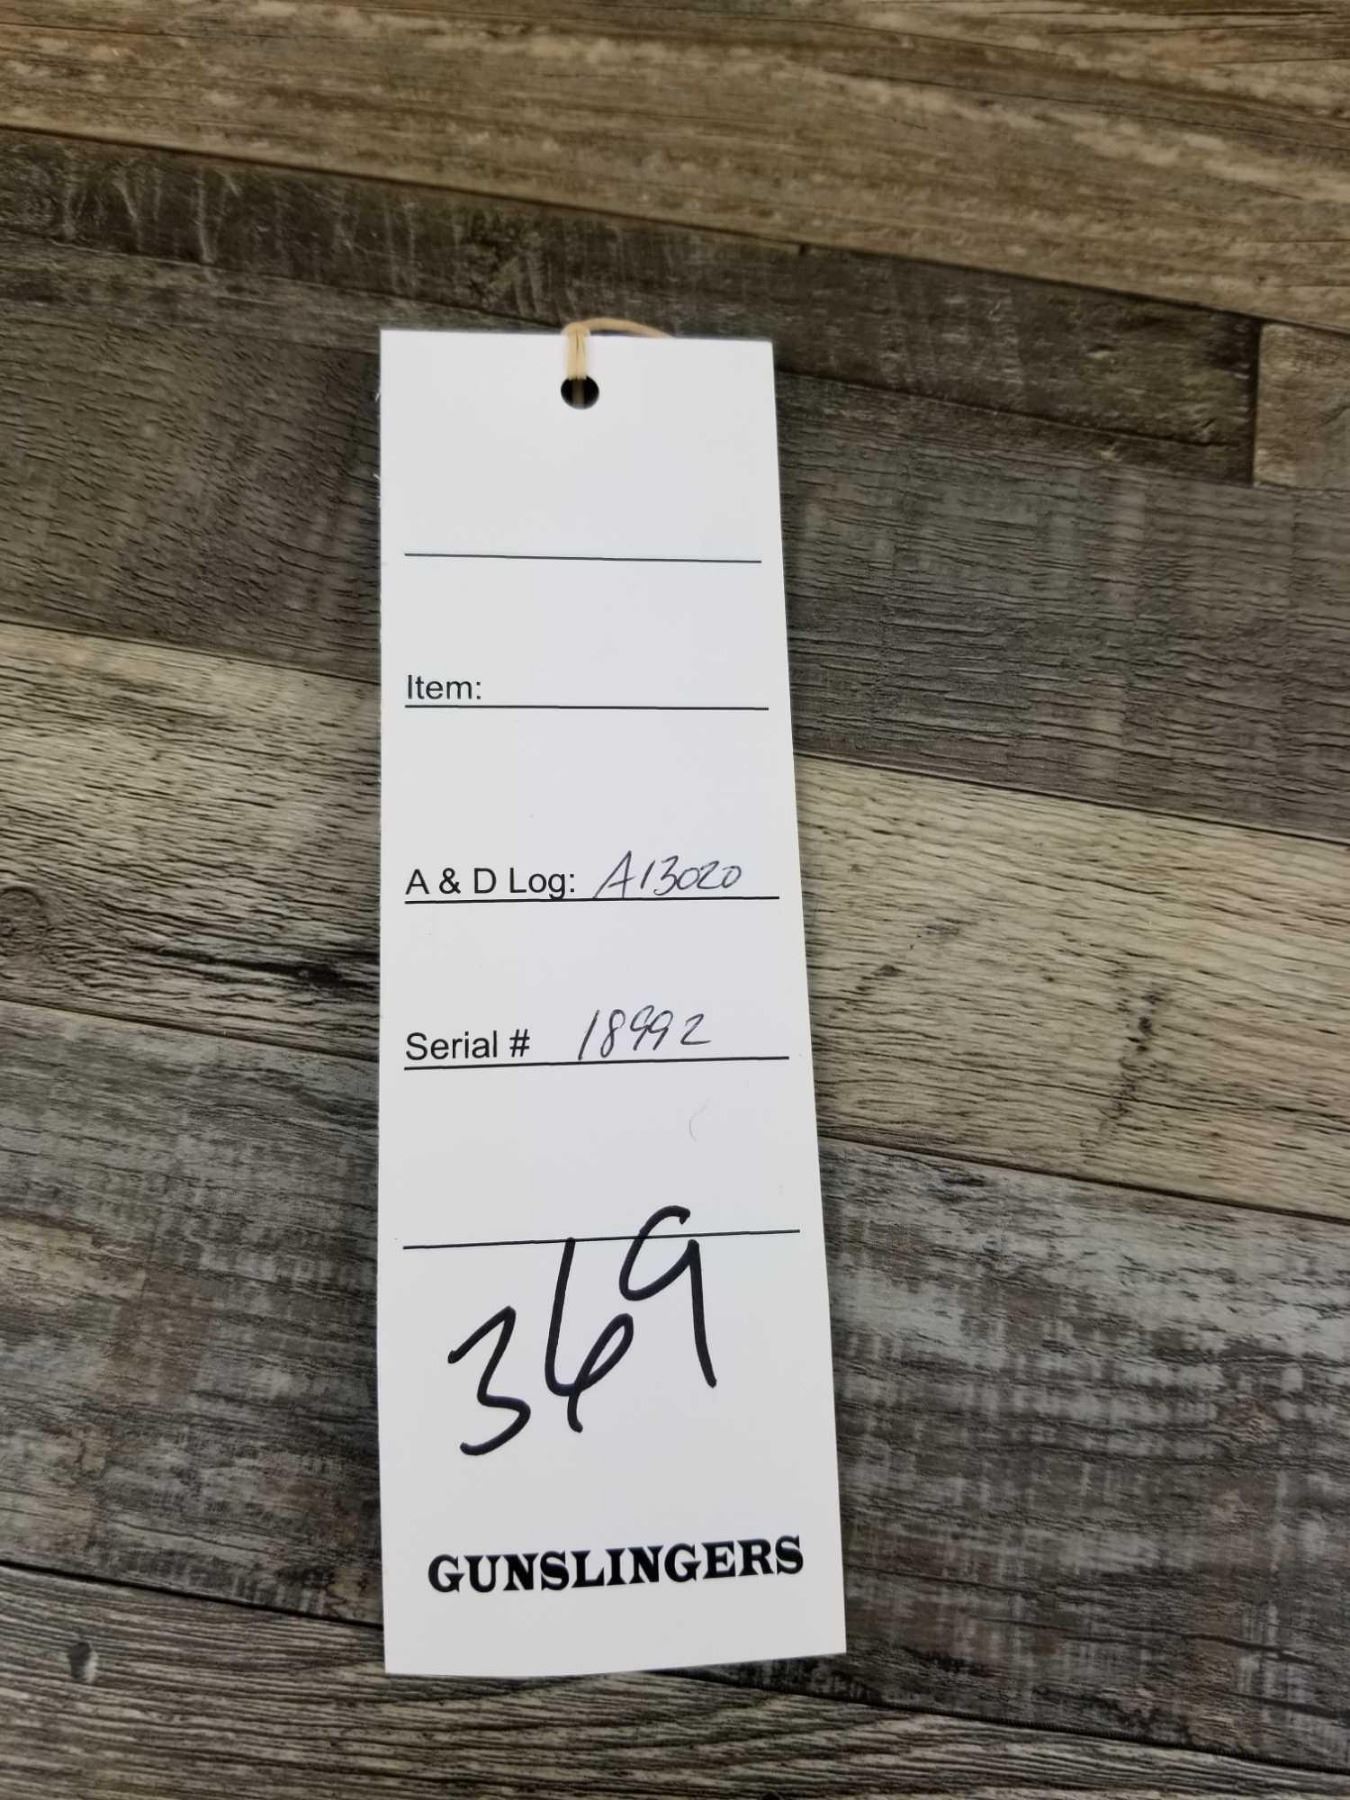 Item:
A & D Log: A13020
Serial # 18992
369
GUNSLINGERS